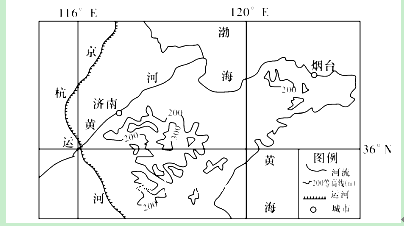 116° E 120° E
渤
海
京
杭
运
河
黄
河
济南
烟台
200
200
200
200
黄
海
36° N
图例
河流
200等高线(m)
运河
城市